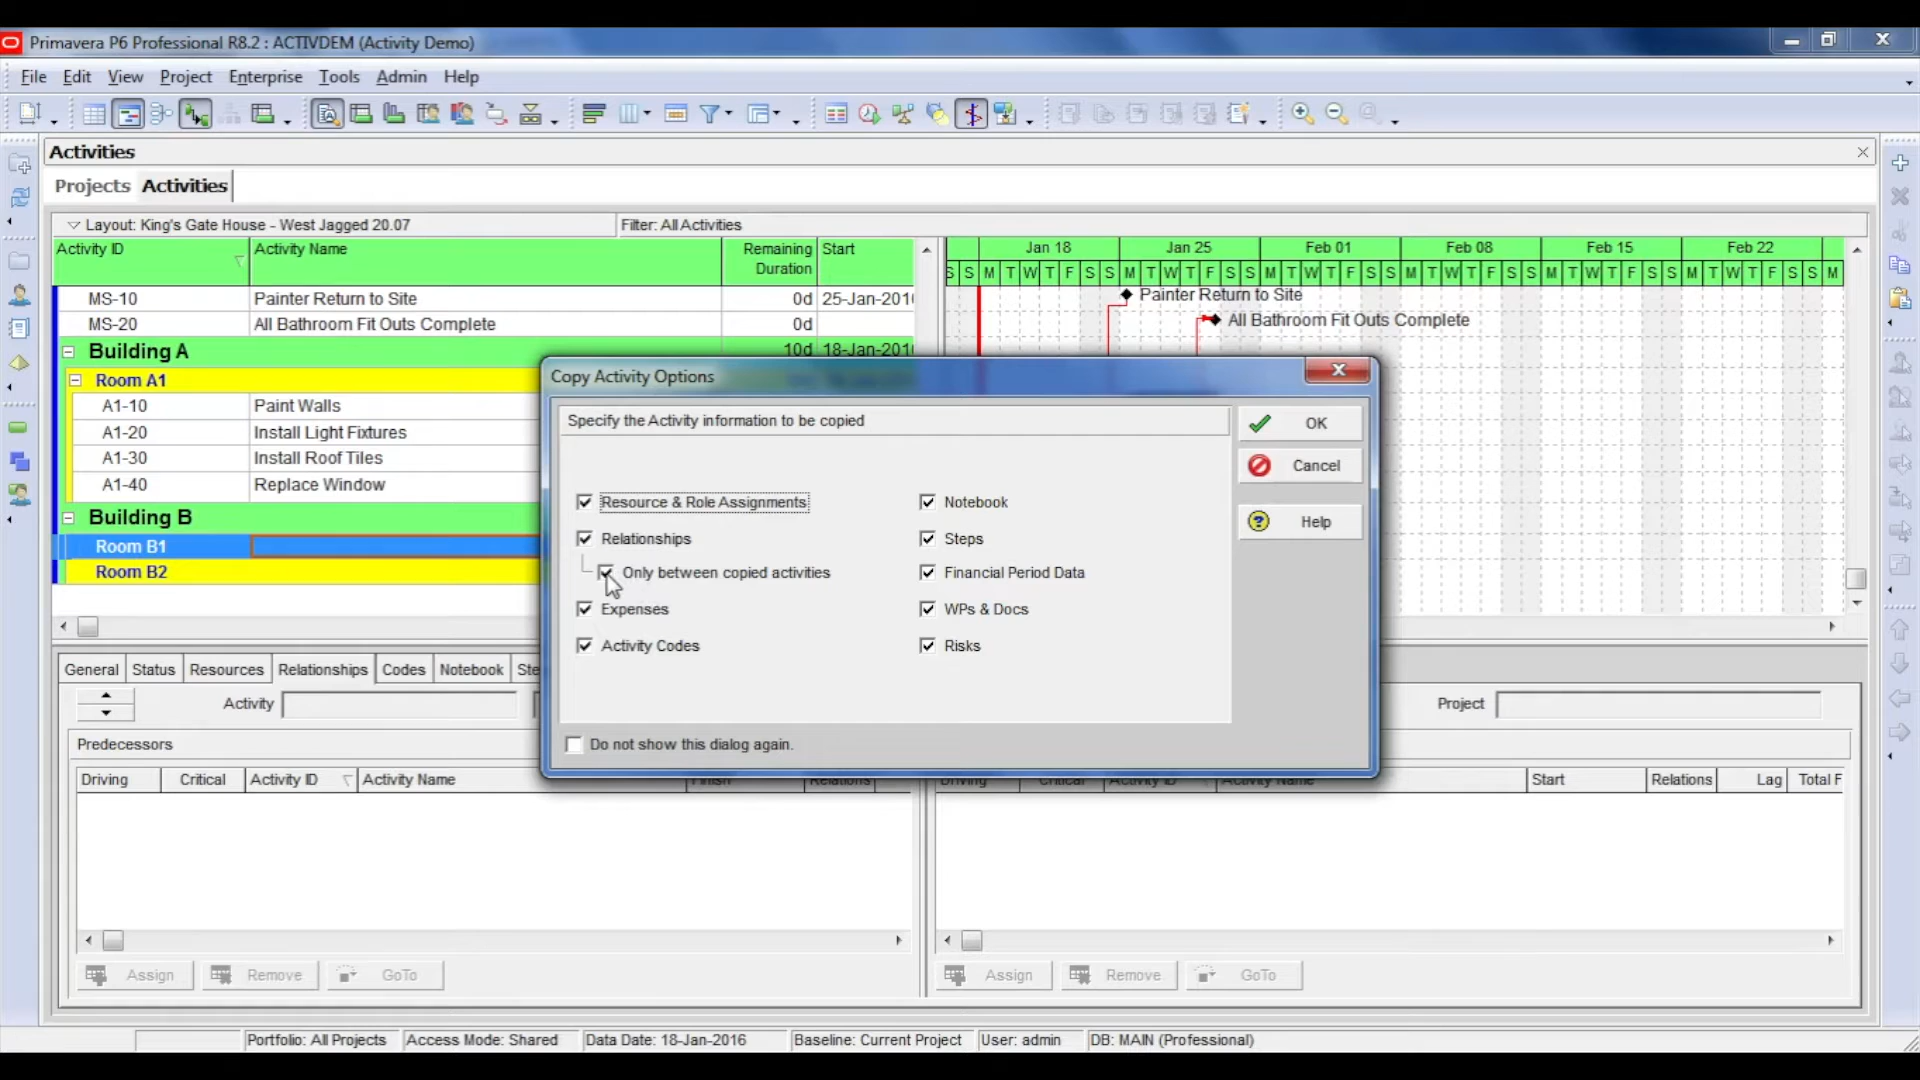 Primavera P6 Professional R8.2 : ACTIVDEM (Activity Demo)
File Edit View Project Enterprise Tools Admin Help
Activities
Projects Activities
Layout: King's Gate House - West Jagged 20.07 Filter: All Activities
Activity ID Activity Name Remaining Duration Start
Jan 18 Jan 25 Feb 01 Feb 08 Feb 15 Feb 22
S S M T W T F S S M T W T F S S M T W T F S S M T W T F S S M T W T F S S M T W T F S S M
MS-10 Painter Return to Site 0d 25-Jan-201 Painter Return to Site
MS-20 All Bathroom Fit Outs Complete 0d All Bathroom Fit Outs Complete
Building A 10d 18-Jan-201
Room A1
A1-10 Paint Walls
A1-20 Install Light Fixtures
A1-30 Install Roof Tiles
A1-40 Replace Window
Building B
Room B1
Room B2
Copy Activity Options
Specify the Activity information to be copied
OK
Cancel
Help
Resource & Role Assignments Notebook
Relationships Steps
Only between copied activities Financial Period Data
Expenses WPs & Docs
Activity Codes Risks
Do not show this dialog again.
General Status Resources Relationships Codes Notebook Ste
Activity Project
Predecessors
Driving Critical Activity ID Activity Name Finish Relations
Driving Critical Activity ID Activity Name Start Relations Lag Total F
Assign Remove GoTo Assign Remove GoTo
Portfolio: All Projects Access Mode: Shared Data Date: 18-Jan-2016 Baseline: Current Project User: admin DB: MAIN (Professional)